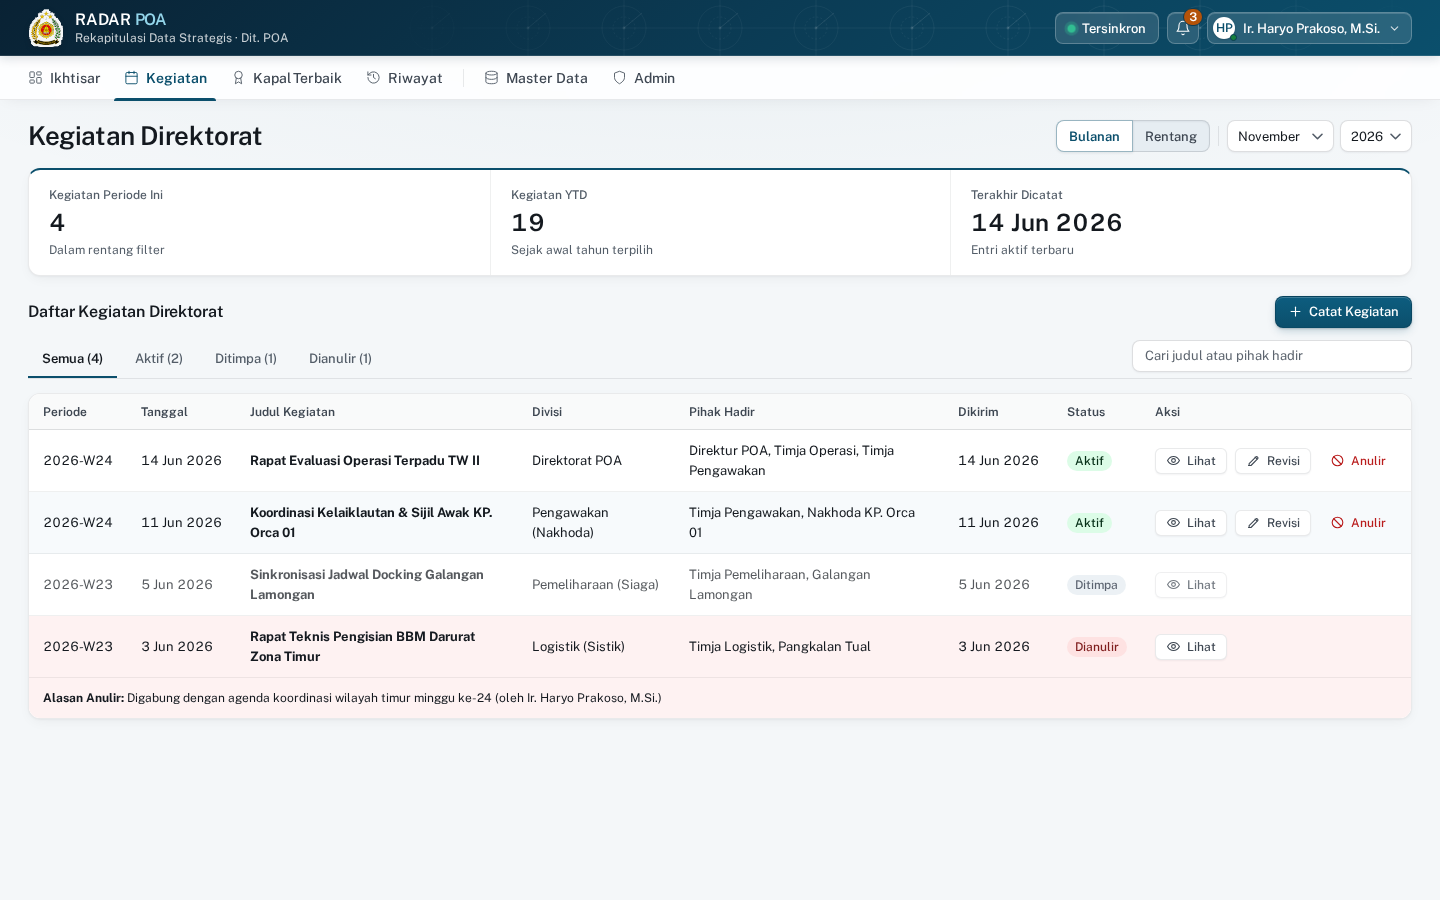 RADAR POA
Rekapitulasi Data Strategis · Dit. POA
Tersinkron
3
HP
Ir. Haryo Prakoso, M.Si.
Ikhtisar
Kegiatan
Kapal Terbaik
Riwayat
Master Data
Admin
Kegiatan Direktorat
Bulanan
Rentang
November
2026
Kegiatan Periode Ini
4
Dalam rentang filter
Kegiatan YTD
19
Sejak awal tahun terpilih
Terakhir Dicatat
14 Jun 2026
Entri aktif terbaru
Daftar Kegiatan Direktorat
+ Catat Kegiatan
Semua (4)
Aktif (2)
Ditimpa (1)
Dianulir (1)
Cari judul atau pihak hadir
Periode
Tanggal
Judul Kegiatan
Divisi
Pihak Hadir
Dikirim
Status
Aksi
2026-W24
14 Jun 2026
Rapat Evaluasi Operasi Terpadu TW II
Direktorat POA
Direktur POA, Timja Operasi, Timja
Pengawakan
14 Jun 2026
Aktif
Lihat
Revisi
Anulir
2026-W24
11 Jun 2026
Koordinasi Kelaiklautan & Sijil Awak KP.
Orca 01
Pengawakan
(Nakhoda)
Timja Pengawakan, Nakhoda KP. Orca
01
11 Jun 2026
Aktif
Lihat
Revisi
Anulir
2026-W23
5 Jun 2026
Sinkronisasi Jadwal Docking Galangan
Lamongan
Pemeliharaan (Siaga)
Timja Pemeliharaan, Galangan
Lamongan
5 Jun 2026
Ditimpa
Lihat
2026-W23
3 Jun 2026
Rapat Teknis Pengisian BBM Darurat
Zona Timur
Logistik (Sistik)
Timja Logistik, Pangkalan Tual
3 Jun 2026
Dianulir
Lihat
Alasan Anulir: Digabung dengan agenda koordinasi wilayah timur minggu ke-24 (oleh Ir. Haryo Prakoso, M.Si.)